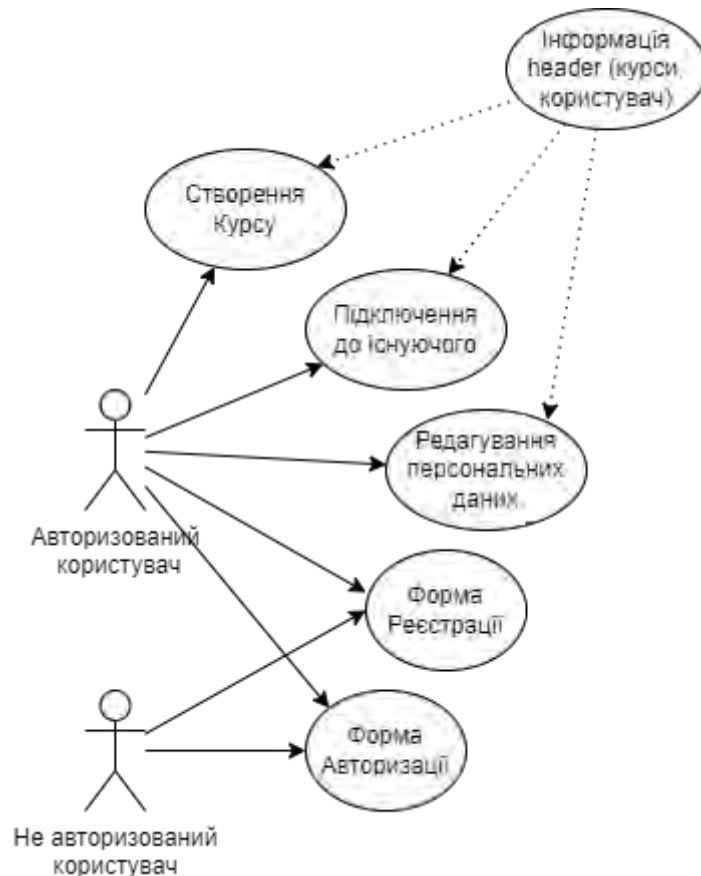 Інформація
header (курси,
користувач)
Створення
Курсу
Підключення
до існуючого
Редагування
персональних
даних.
Авторизований
користувач
Форма
Реєстрації
Форма
Авторизації
Не авторизований
користувач